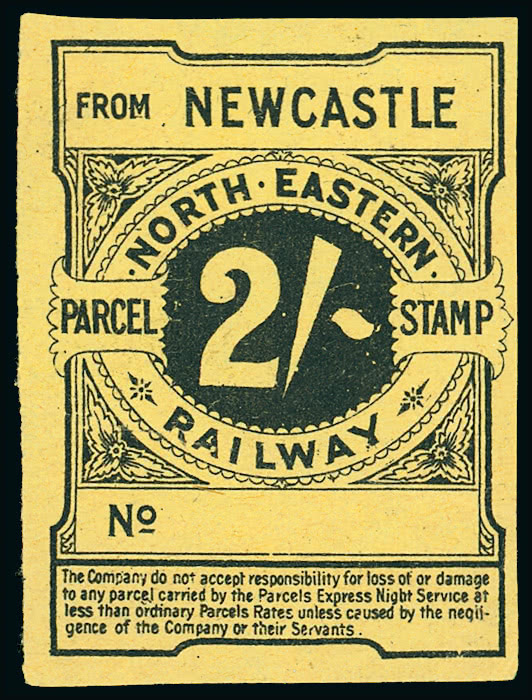 FROM NEWCASTLE
· NORTH · EASTERN ·
2/-
PARCEL STAMP
RAILWAY
Nº
The Company do not accept responsibility for loss of or damage
to any parcel carried by the Parcels Express Night Service at
less than ordinary Parcels Rates unless caused by the negli-
gence of the Company or their Servants.